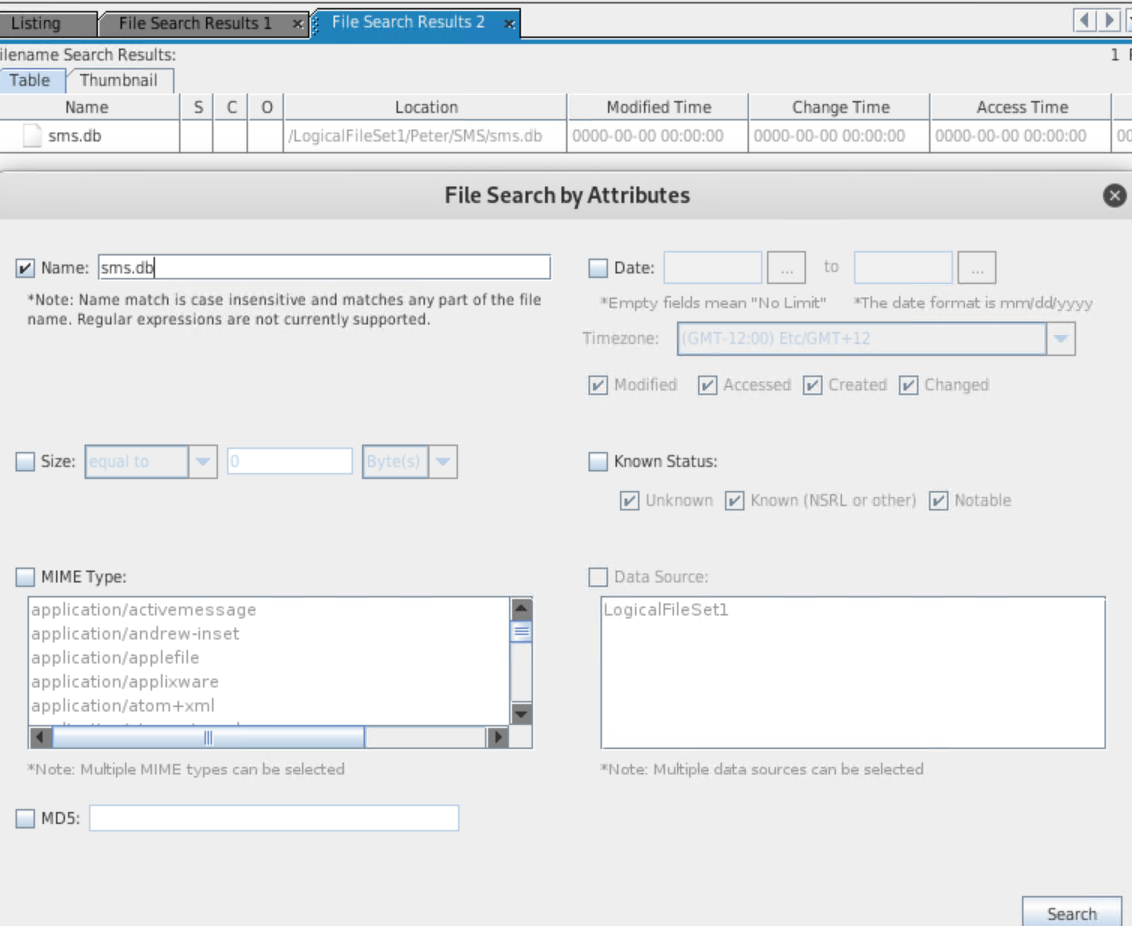 Listing File Search Results 1 × File Search Results 2 ×
ilename Search Results: 1
Table Thumbnail
Name S C O Location Modified Time Change Time Access Time
sms.db /LogicalFileSet1/Peter/SMS/sms.db 0000-00-00 00:00:00 0000-00-00 00:00:00 0000-00-00 00:00:00 00
File Search by Attributes
Name: sms.db Date: ... to ...
*Note: Name match is case insensitive and matches any part of the file *Empty fields mean "No Limit" *The date format is mm/dd/yyyy
name. Regular expressions are not currently supported.
Timezone: (GMT-12:00) Etc/GMT+12
Modified Accessed Created Changed
Size: equal to 0 Byte(s) Known Status:
Unknown Known (NSRL or other) Notable
MIME Type: Data Source:
application/activemessage LogicalFileSet1
application/andrew-inset
application/applefile
application/applixware
application/atom+xml
*Note: Multiple MIME types can be selected *Note: Multiple data sources can be selected
MD5:
Search